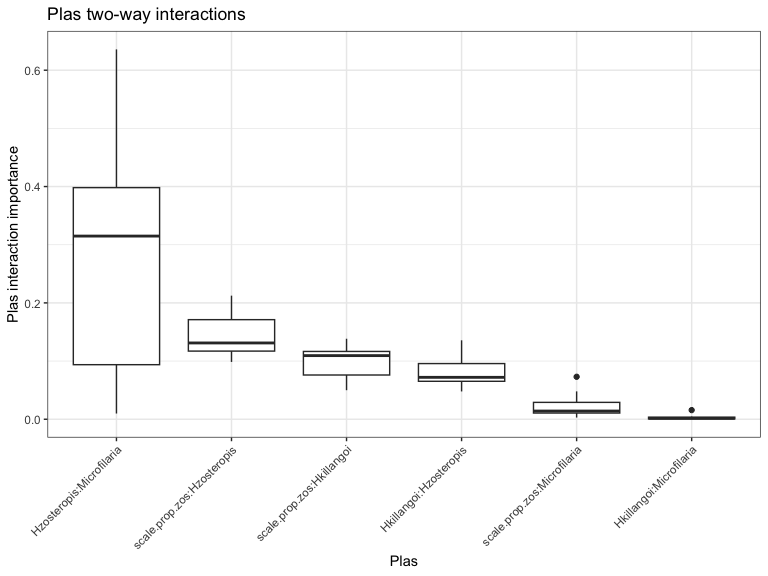 Plas two-way interactions
Plas interaction importance
0.6
0.4
0.2
0.0
Hzosteropis:Microfilaria
scale.prop.zos:Hzosteropis
scale.prop.zos:Hkillangoi
Hkillangoi:Hzosteropis
scale.prop.zos:Microfilaria
Hkillangoi:Microfilaria
Plas